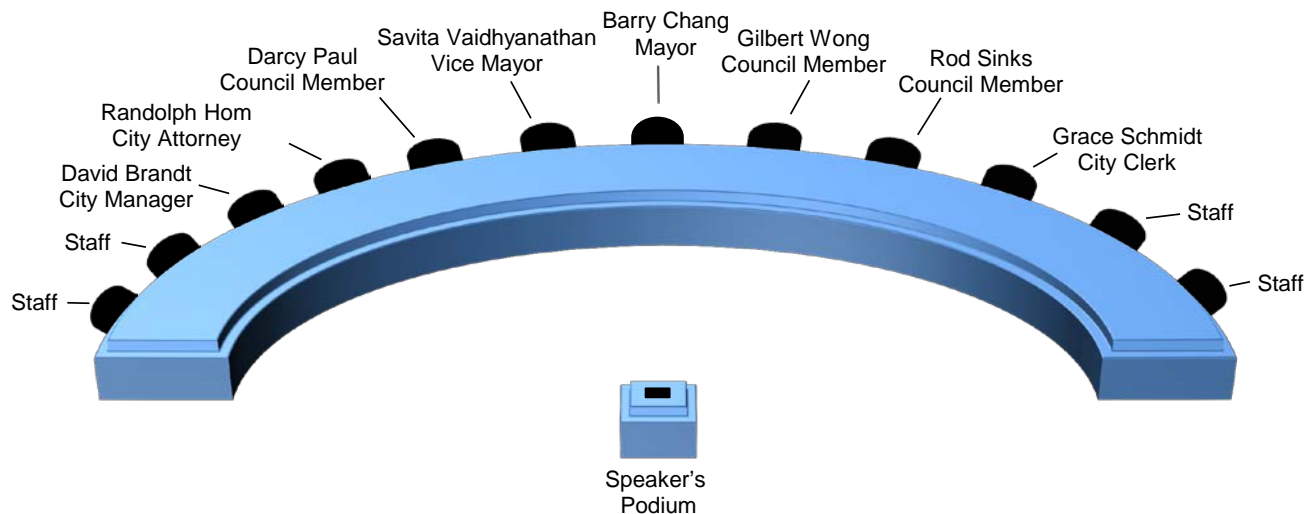 Barry Chang
Mayor
Savita Vaidhyanathan
Vice Mayor
Gilbert Wong
Council Member
Darcy Paul
Council Member
Rod Sinks
Council Member
Randolph Hom
City Attorney
Grace Schmidt
City Clerk
David Brandt
City Manager
Staff
Staff
Staff
Staff
Speaker’s
Podium